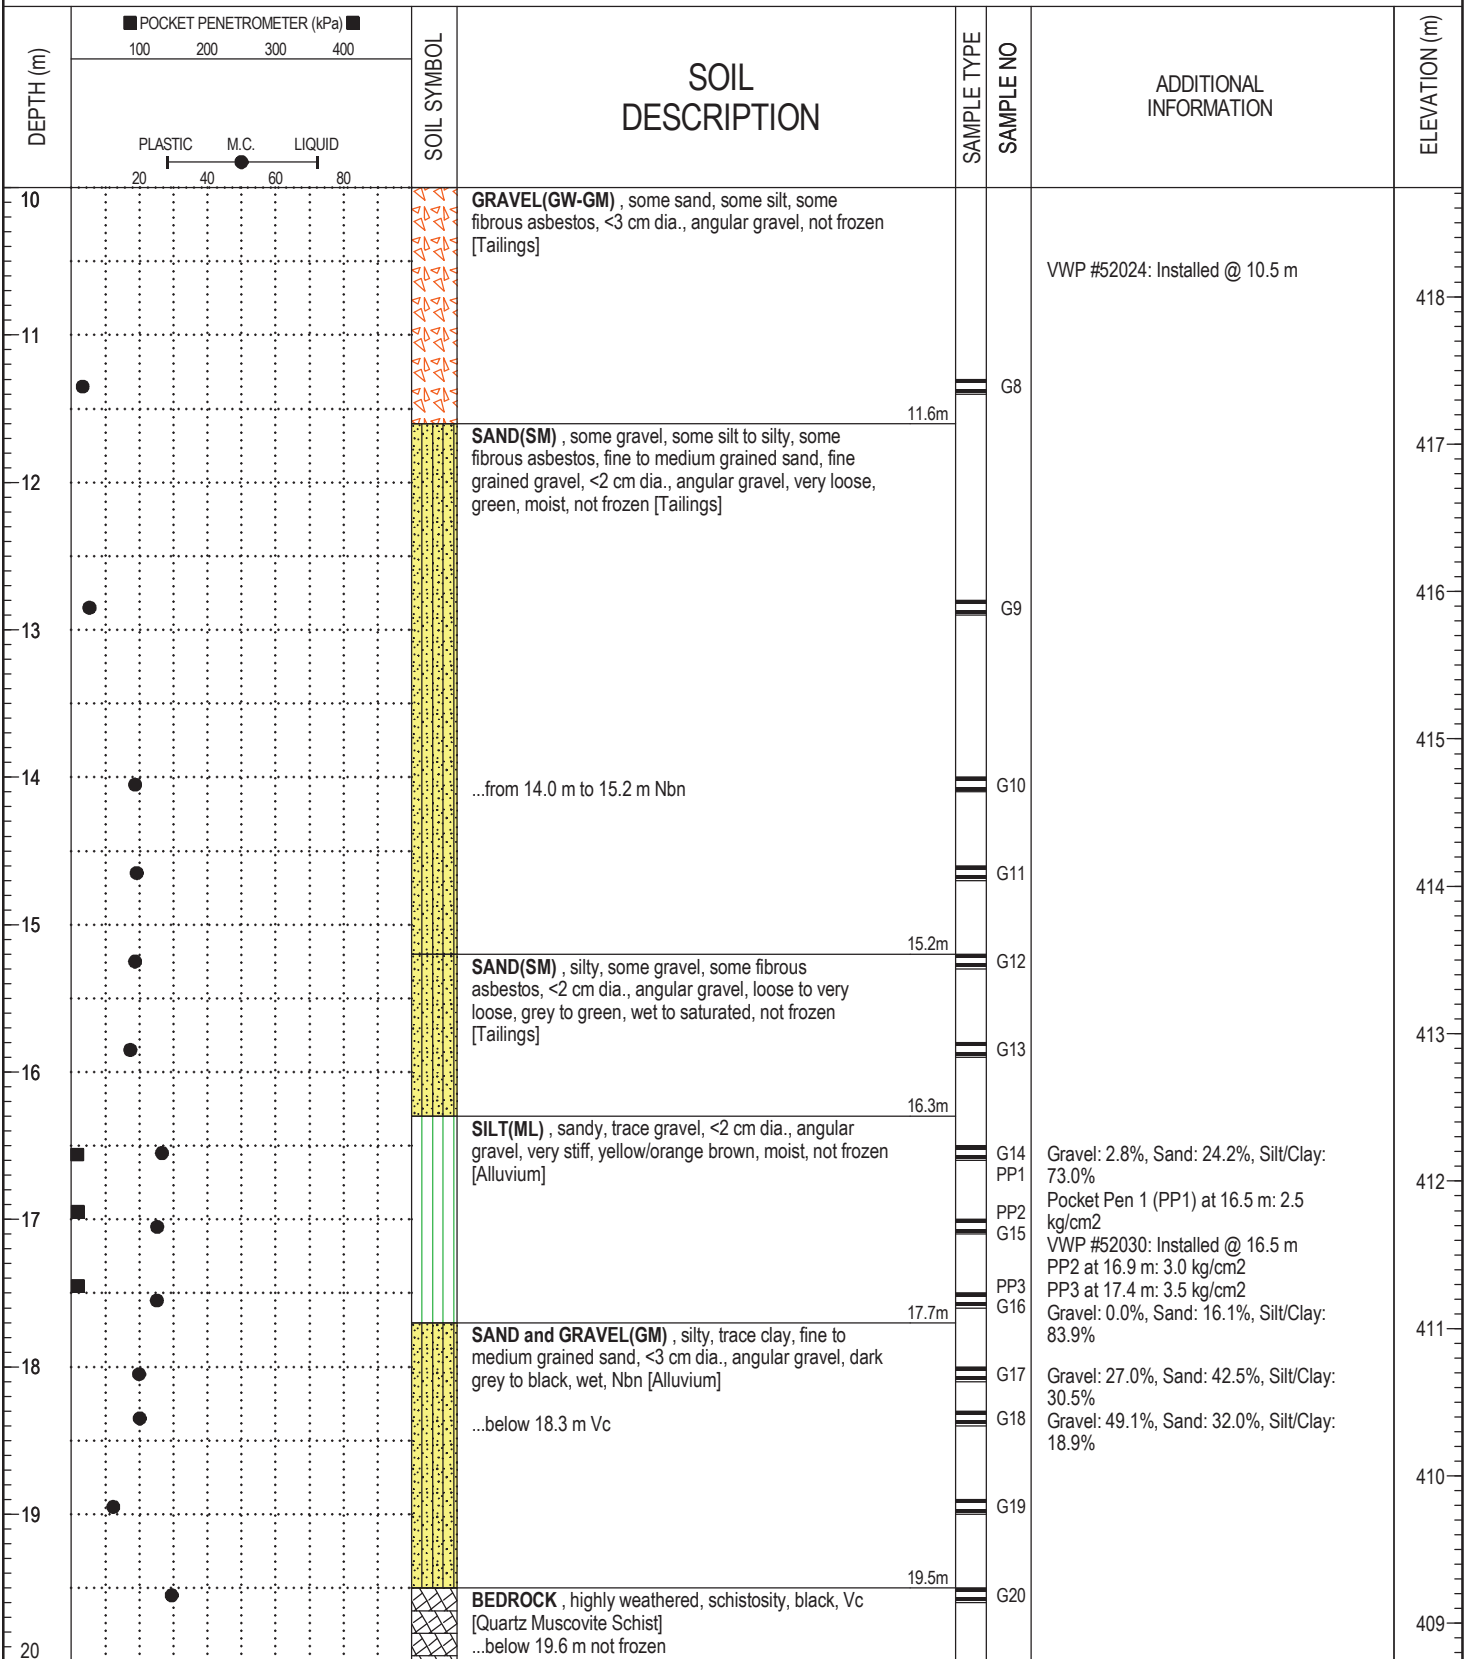 ■ POCKET PENETROMETER (kPa) ■
100 200 300 400
DEPTH (m)
PLASTIC M.C. LIQUID
20 40 60 80
SOIL SYMBOL
SOIL
DESCRIPTION
SAMPLE TYPE
SAMPLE NO
ADDITIONAL
INFORMATION
ELEVATION (m)
10
GRAVEL(GW-GM) , some sand, some silt, some
fibrous asbestos, <3 cm dia., angular gravel, not frozen
[Tailings]
VWP #52024: Installed @ 10.5 m
418
11
G8
11.6m
SAND(SM) , some gravel, some silt to silty, some
fibrous asbestos, fine to medium grained sand, fine
grained gravel, <2 cm dia., angular gravel, very loose,
green, moist, not frozen [Tailings]
417
12
416
G9
13
415
14
...from 14.0 m to 15.2 m Nbn
G10
G11
414
15
15.2m
SAND(SM) , silty, some gravel, some fibrous
asbestos, <2 cm dia., angular gravel, loose to very
loose, grey to green, wet to saturated, not frozen
[Tailings]
G12
413
G13
16
16.3m
SILT(ML) , sandy, trace gravel, <2 cm dia., angular
gravel, very stiff, yellow/orange brown, moist, not frozen
[Alluvium]
G14
PP1
PP2
G15
PP3
G16
Gravel: 2.8%, Sand: 24.2%, Silt/Clay:
73.0%
Pocket Pen 1 (PP1) at 16.5 m: 2.5
kg/cm2
VWP #52030: Installed @ 16.5 m
PP2 at 16.9 m: 3.0 kg/cm2
PP3 at 17.4 m: 3.5 kg/cm2
Gravel: 0.0%, Sand: 16.1%, Silt/Clay:
83.9%
412
17
17.7m
SAND and GRAVEL(GM) , silty, trace clay, fine to
medium grained sand, <3 cm dia., angular gravel, dark
grey to black, wet, Nbn [Alluvium]
...below 18.3 m Vc
411
18
G17
G18
Gravel: 27.0%, Sand: 42.5%, Silt/Clay:
30.5%
Gravel: 49.1%, Sand: 32.0%, Silt/Clay:
18.9%
410
19
G19
19.5m
BEDROCK , highly weathered, schistosity, black, Vc
[Quartz Muscovite Schist]
...below 19.6 m not frozen
G20
409
20